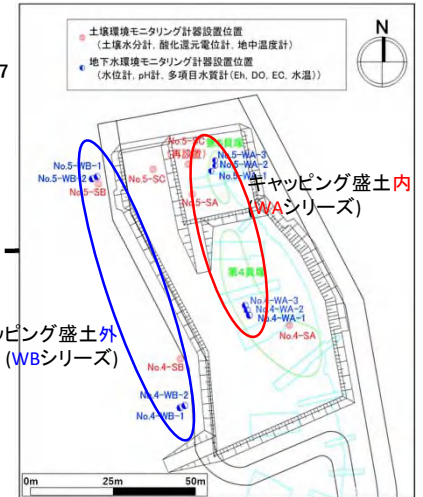 土壌環境モニタリング計器設置位置
(土壌水分計, 酸化還元電位計, 地中温度計)
地下水環境モニタリング計器設置位置
(水位計, pH計, 多項目水質計(Eh, DO, EC, 水温))
N
7
No.5-SC
(再設置)
No.5-WA-3
No.5-WA-2
No.5-WA-1
No.5-WB-1
No.5-WB-2
No.5-SB
No.5-SC
No.5-SA
キャッピング盛土内
(WAシリーズ)
第4貝塚
No.4-WA-3
No.4-WA-2
No.4-WA-1
No.4-SA
ッピング盛土外
(WBシリーズ)
No.4-SB
No.4-WB-2
No.4-WB-1
0m 25m 50m